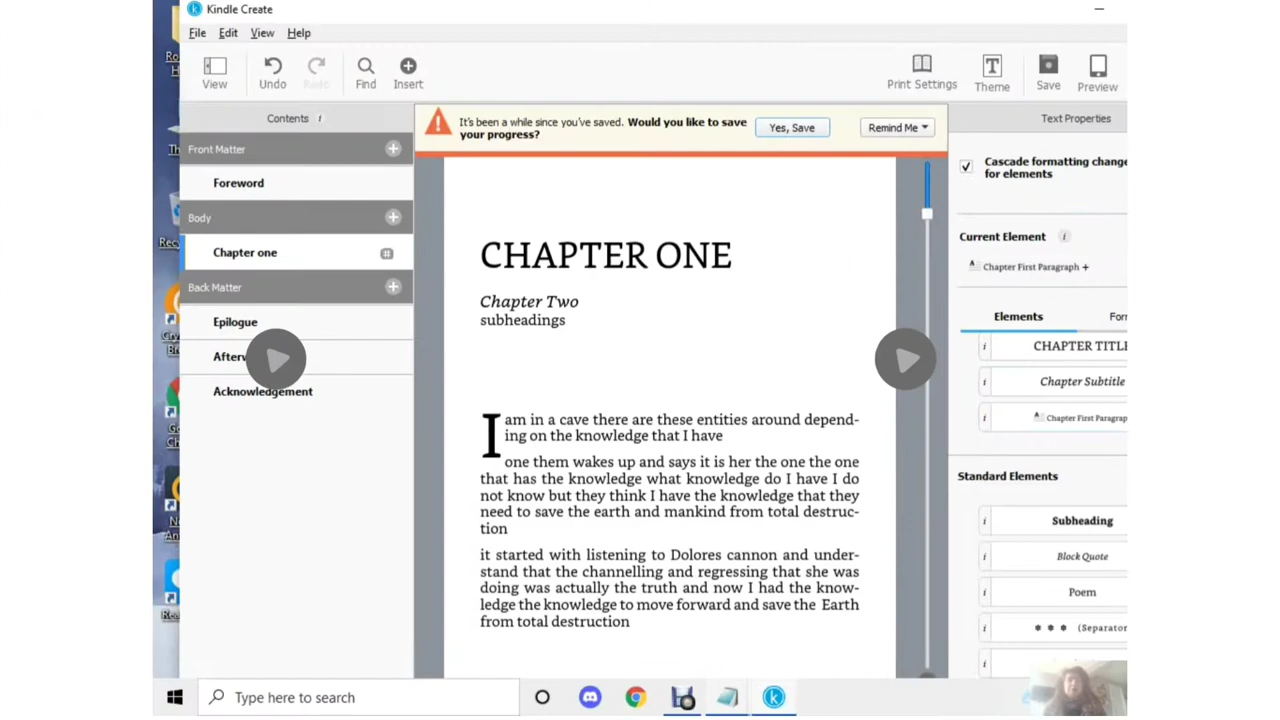 Kindle Create
File Edit View Help
View Undo Redo Find Insert Print Settings Theme Save Preview
Contents i
It's been a while since you've saved. Would you like to save
your progress?
Yes, Save
Remind Me
Text Properties
Front Matter
Foreword
Body
Chapter one
Back Matter
Epilogue
Acknowledgement
CHAPTER ONE
Chapter Two
subheadings
I am in a cave there are these entities around depend-
ing on the knowledge that I have
one them wakes up and says it is her the one the one
that has the knowledge what knowledge do I have I do
not know but they think I have the knowledge that they
need to save the earth and mankind from total destruc-
tion
it started with listening to Dolores cannon and under-
stand that the channelling and regressing that she was
doing was actually the truth and now I had the know-
ledge the knowledge to move forward and save the Earth
from total destruction
Cascade formatting change
for elements
Current Element i
Chapter First Paragraph +
Elements For
i CHAPTER TITL
i Chapter Subtitle
i Chapter First Paragrap
Standard Elements
i Subheading
i Block Quote
i Poem
i * * * (Separator
i
Type here to search